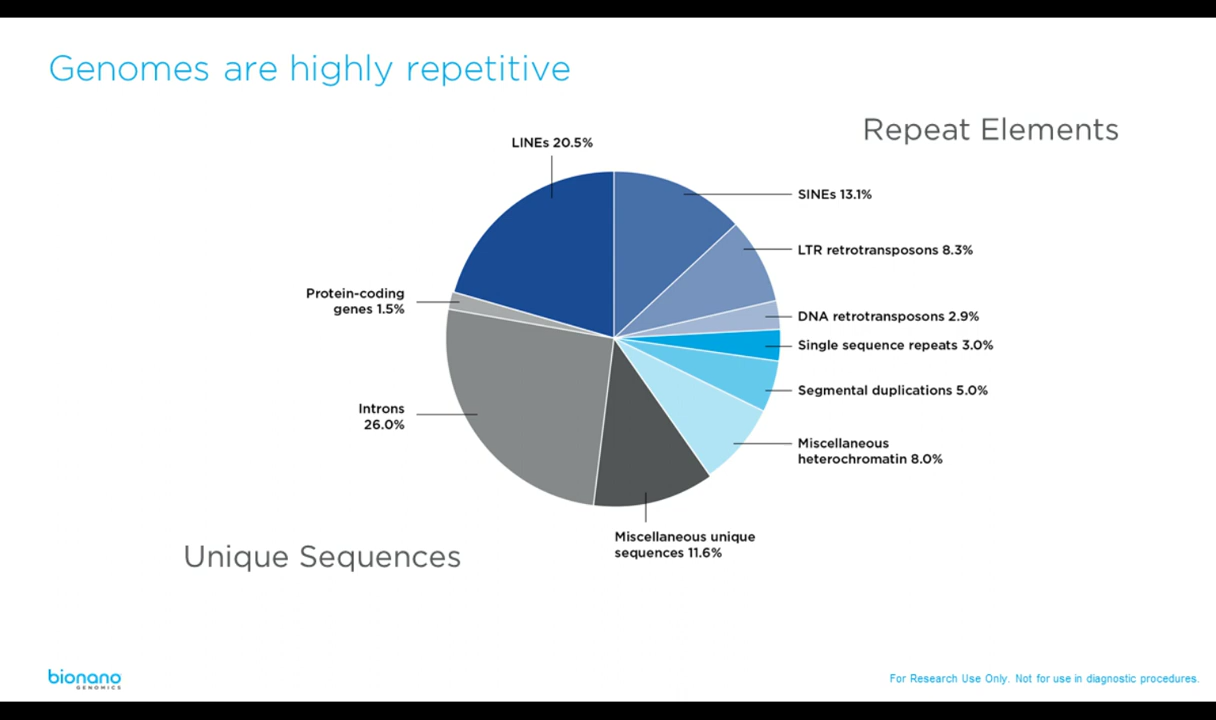 Genomes are highly repetitive
Repeat Elements
LINEs 20.5%
SINEs 13.1%
LTR retrotransposons 8.3%
Protein-coding
genes 1.5%
DNA retrotransposons 2.9%
Single sequence repeats 3.0%
Segmental duplications 5.0%
Introns
26.0%
Miscellaneous
heterochromatin 8.0%
Miscellaneous unique
sequences 11.6%
Unique Sequences
bionano
GENOMICS
For Research Use Only. Not for use in diagnostic procedures.